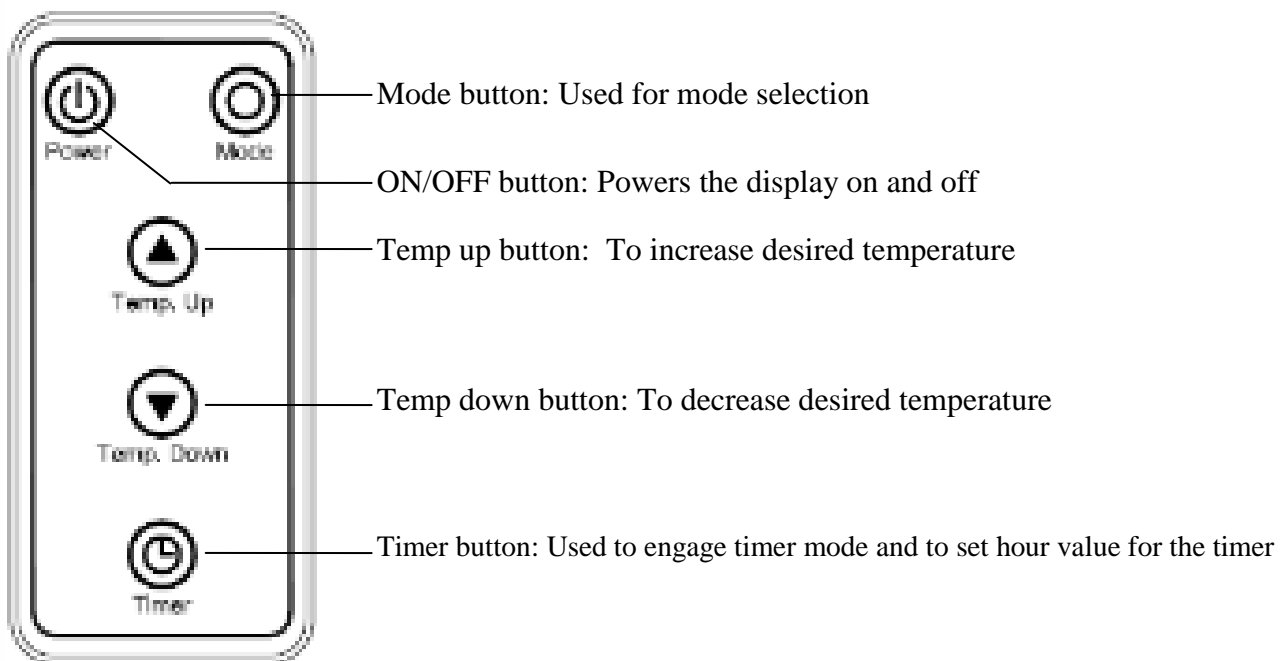 Mode button: Used for mode selection
Power
Mode
ON/OFF button: Powers the display on and off
Temp up button: To increase desired temperature
Temp. Up
Temp down button: To decrease desired temperature
Temp. Down
Timer button: Used to engage timer mode and to set hour value for the timer
Timer